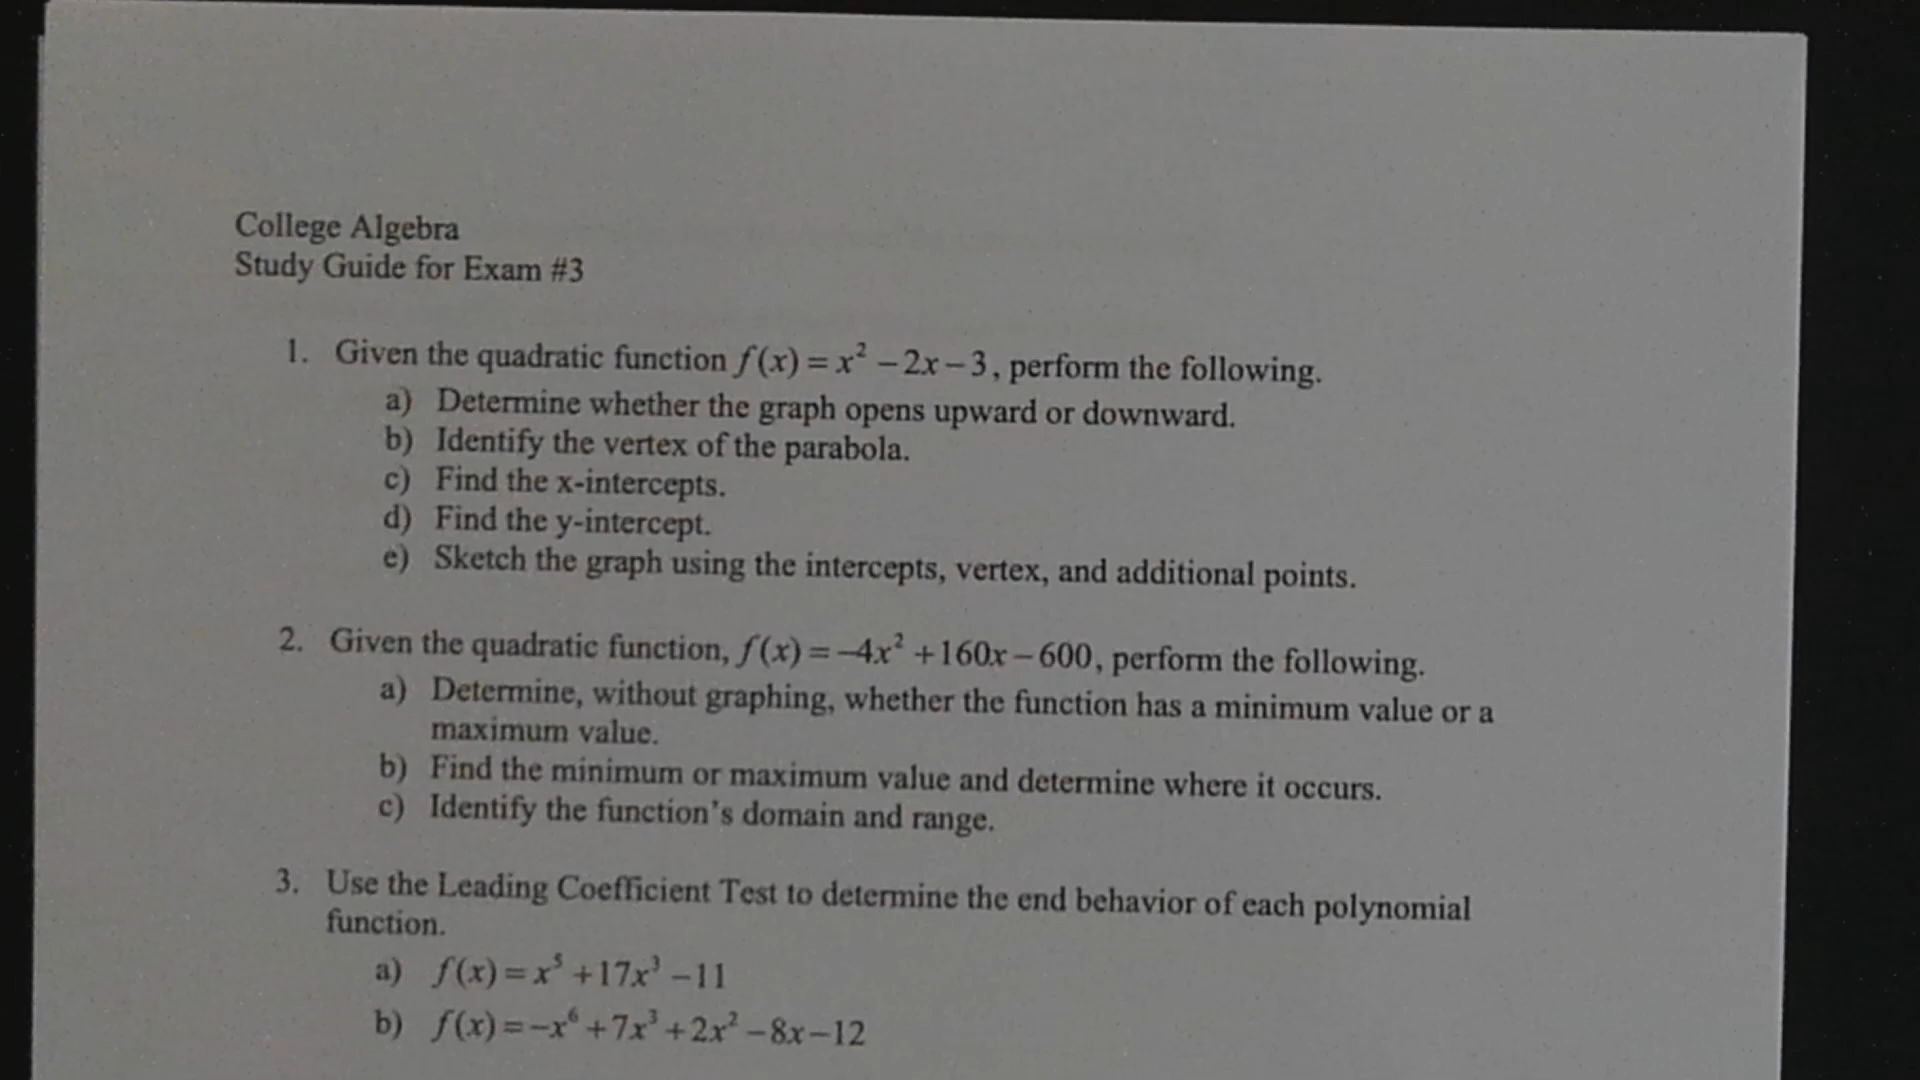 College Algebra
Study Guide for Exam #3
1. Given the quadratic function f(x) = x² − 2x − 3, perform the following.
a) Determine whether the graph opens upward or downward.
b) Identify the vertex of the parabola.
c) Find the x-intercepts.
d) Find the y-intercept.
e) Sketch the graph using the intercepts, vertex, and additional points.
2. Given the quadratic function, f(x) = −4x² + 160x − 600, perform the following.
a) Determine, without graphing, whether the function has a minimum value or a
maximum value.
b) Find the minimum or maximum value and determine where it occurs.
c) Identify the function's domain and range.
3. Use the Leading Coefficient Test to determine the end behavior of each polynomial
function.
a) f(x) = x⁵ + 17x³ − 11
b) f(x) = −x⁶ + 7x³ + 2x² − 8x − 12